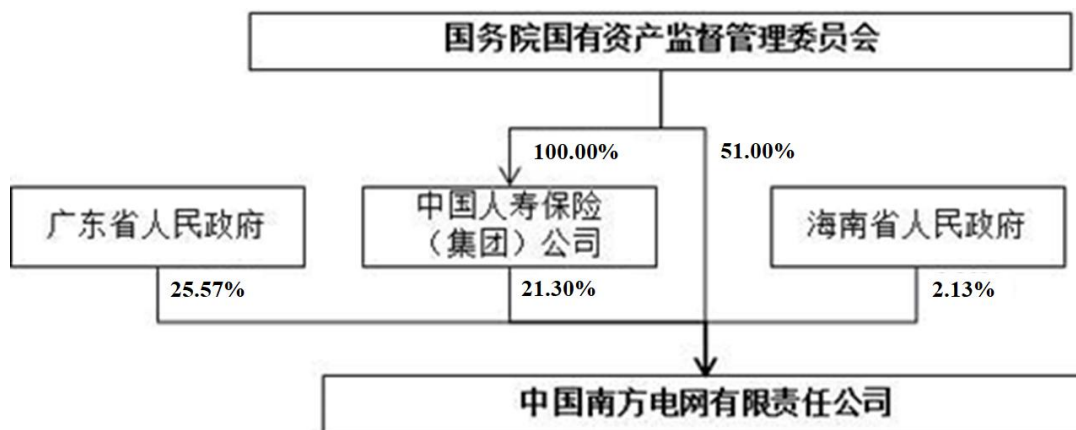 国务院国有资产监督管理委员会
100.00%
51.00%
广东省人民政府
中国人寿保险
（集团）公司
海南省人民政府
25.57%
21.30%
2.13%
中国南方电网有限责任公司